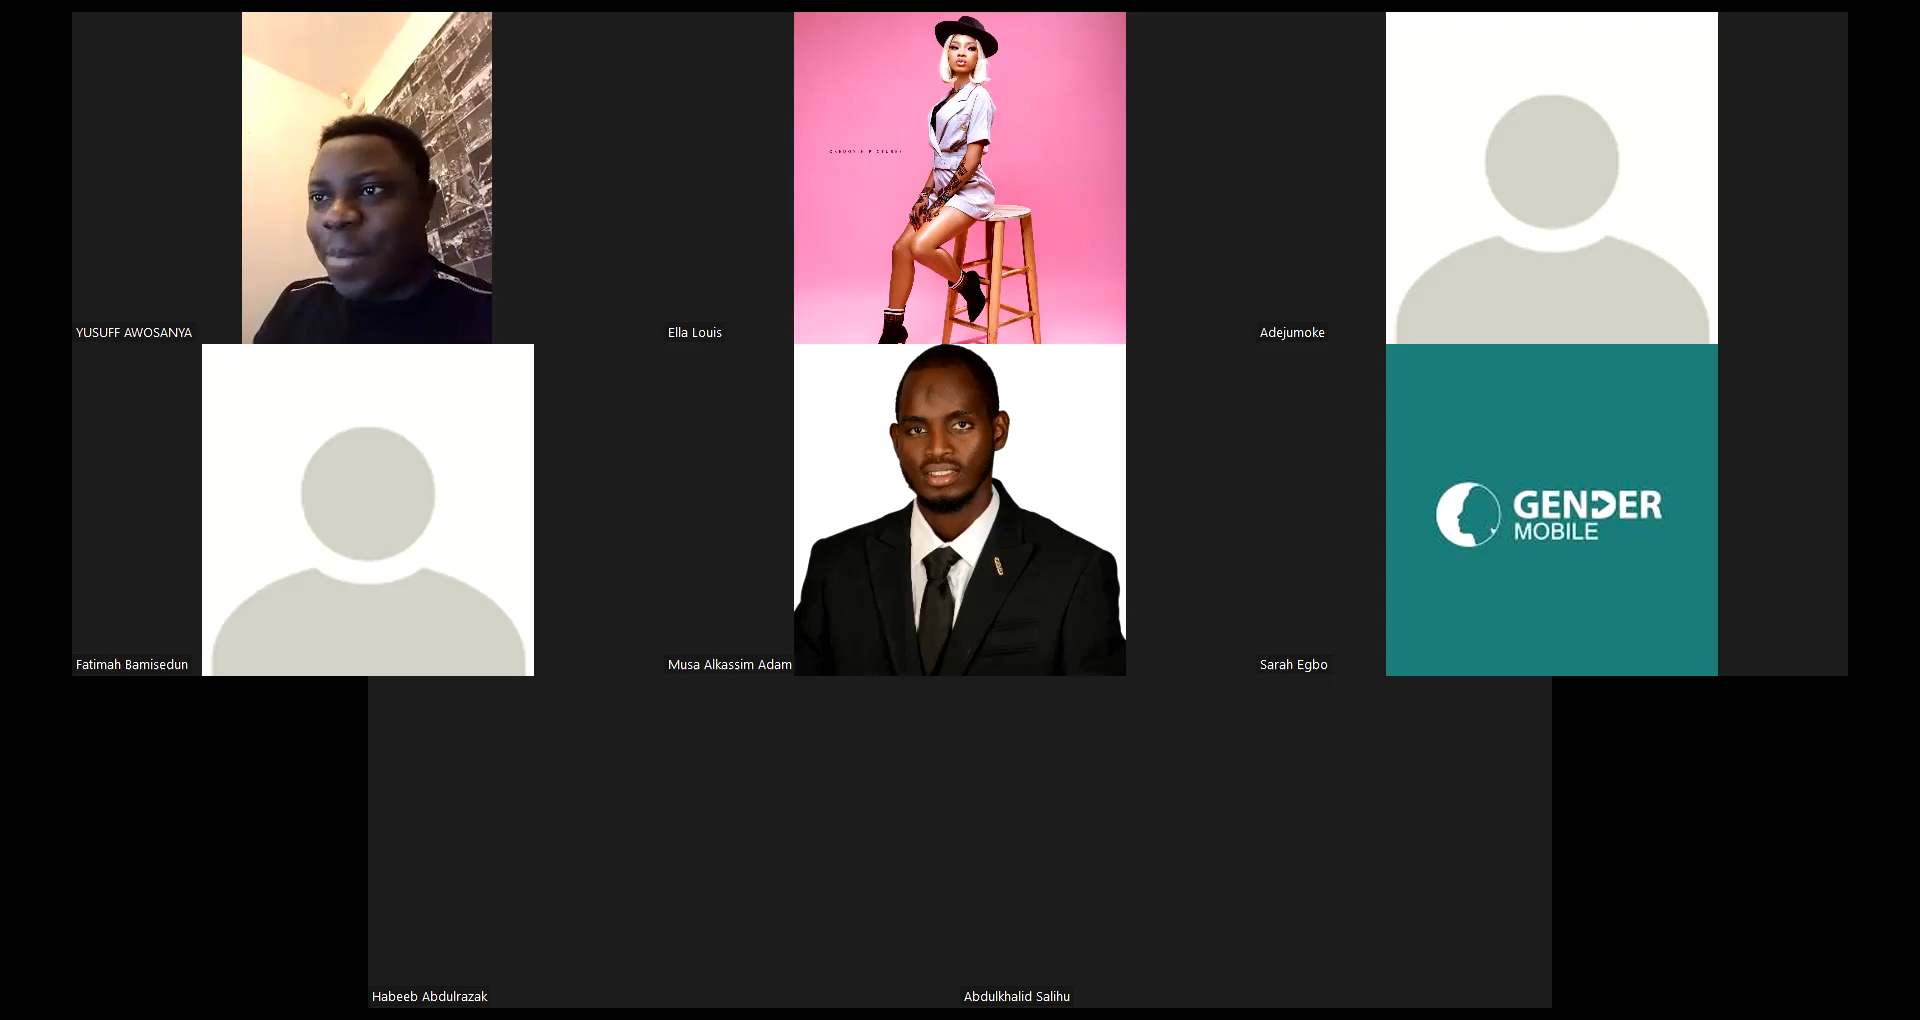 YUSUFF AWOSANYA
Ella Louis
Adejumoke
Fatimah Bamisedun
Musa Alkassim Adam
Sarah Egbo
GENDER
MOBILE
Habeeb Abdulrazak
Abdulkhalid Salihu